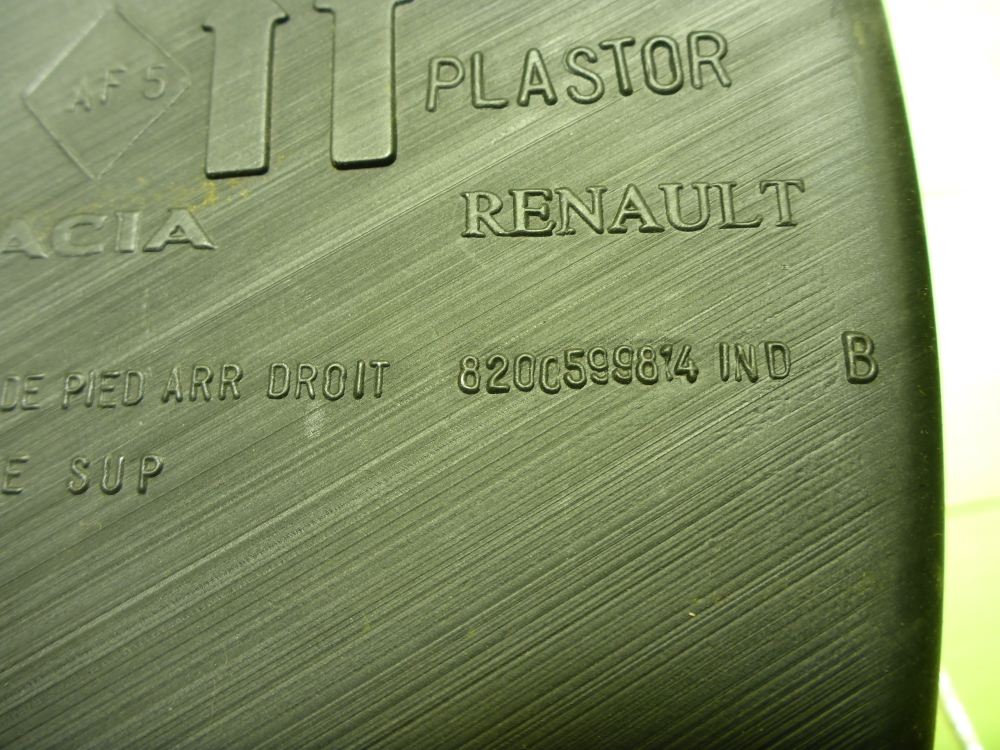 AF5
PLASTOR
ACIA RENAULT
DE PIED ARR DROIT 8200599814 IND B
E SUP